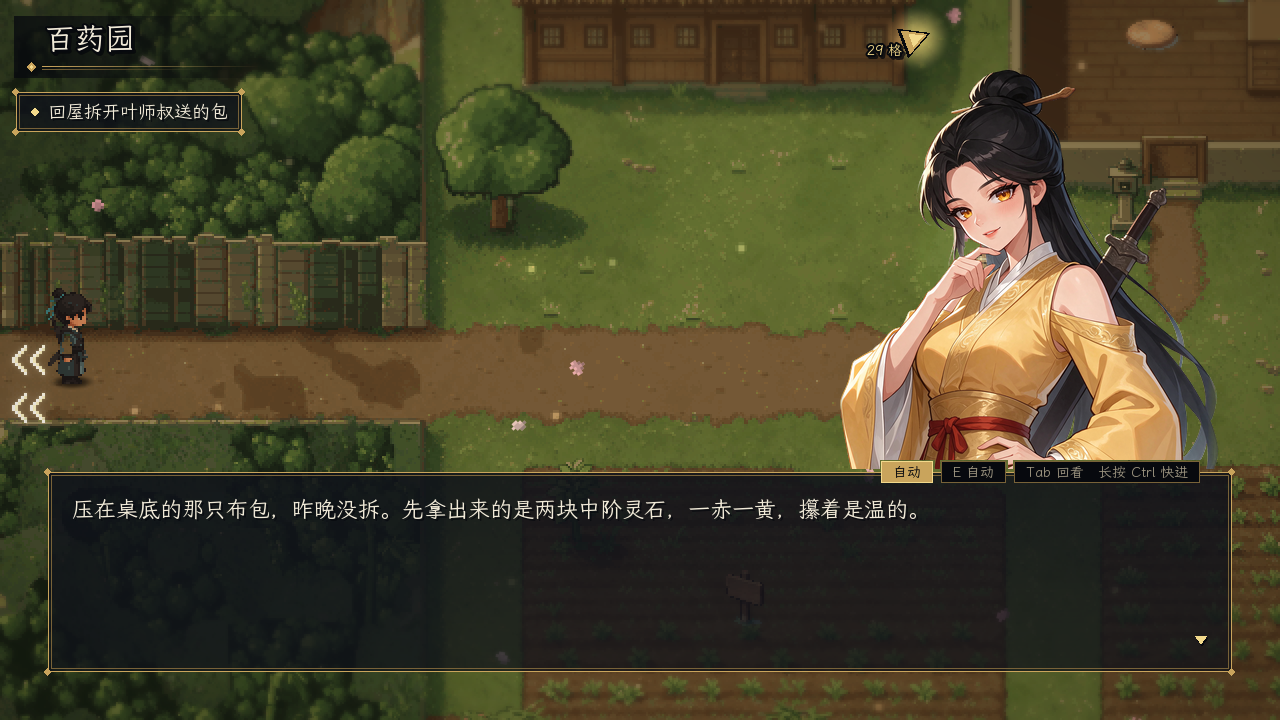 百药园
29 格
回屋拆开叶师叔送的包
自动
E 自动
Tab 回看 长按 Ctrl 快进
压在桌底的那只布包，昨晚没拆。先拿出来的是两块中阶灵石，一赤一黄，攥着是温的。